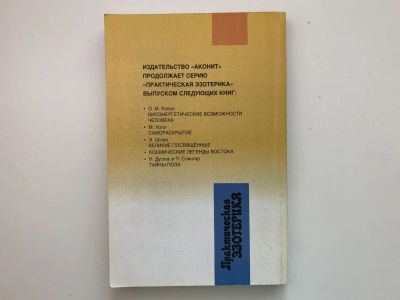 ИЗДАТЕЛЬСТВО «АКОНИТ»
ПРОДОЛЖАЕТ СЕРИЮ
«ПРАКТИЧЕСКАЯ ЭЗОТЕРИКА»
ВЫПУСКОМ СЛЕДУЮЩИХ КНИГ:
• О. М. Кокун
БИОЭНЕРГЕТИЧЕСКИЕ ВОЗМОЖНОСТИ
ЧЕЛОВЕКА
• М. Холл
САМОРАСКРЫТИЕ
• Э. Шюре
ВЕЛИКИЕ ПОСВЯЩЁННЫЕ
• КОСМИЧЕСКИЕ ЛЕГЕНДЫ ВОСТОКА
• Н. Дуглас и П. Слингер
ТАЙНЫ ПОЛА
Практическая
ЭЗОТЕРИКА